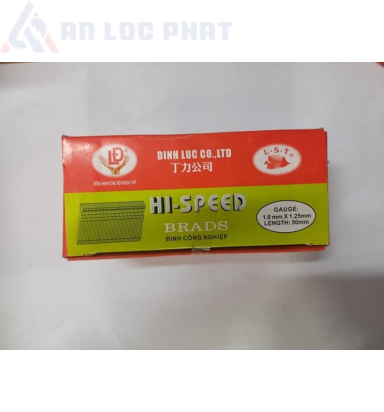 AN LOC PHAT
LD
DINH LUC CO.,LTD
丁力公司
L-S-T
®
HI-SPEED
BRADS
ĐINH CÔNG NGHIỆP
GAUGE:
1.0 mm X 1.25mm
LENGTH: 50mm